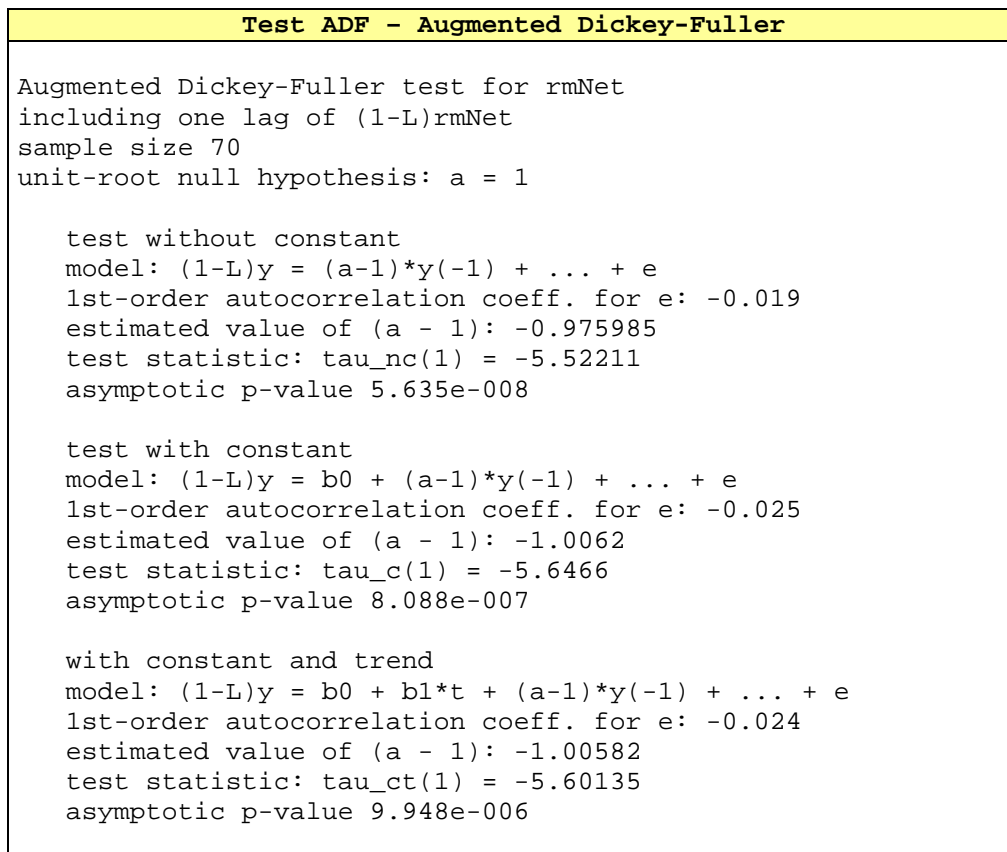 Test ADF – Augmented Dickey-Fuller
Augmented Dickey-Fuller test for rmNet
including one lag of (1-L)rmNet
sample size 70
unit-root null hypothesis: a = 1
test without constant
model: (1-L)y = (a-1)*y(-1) + ... + e
1st-order autocorrelation coeff. for e: -0.019
estimated value of (a - 1): -0.975985
test statistic: tau_nc(1) = -5.52211
asymptotic p-value 5.635e-008
test with constant
model: (1-L)y = b0 + (a-1)*y(-1) + ... + e
1st-order autocorrelation coeff. for e: -0.025
estimated value of (a - 1): -1.0062
test statistic: tau_c(1) = -5.6466
asymptotic p-value 8.088e-007
with constant and trend
model: (1-L)y = b0 + b1*t + (a-1)*y(-1) + ... + e
1st-order autocorrelation coeff. for e: -0.024
estimated value of (a - 1): -1.00582
test statistic: tau_ct(1) = -5.60135
asymptotic p-value 9.948e-006